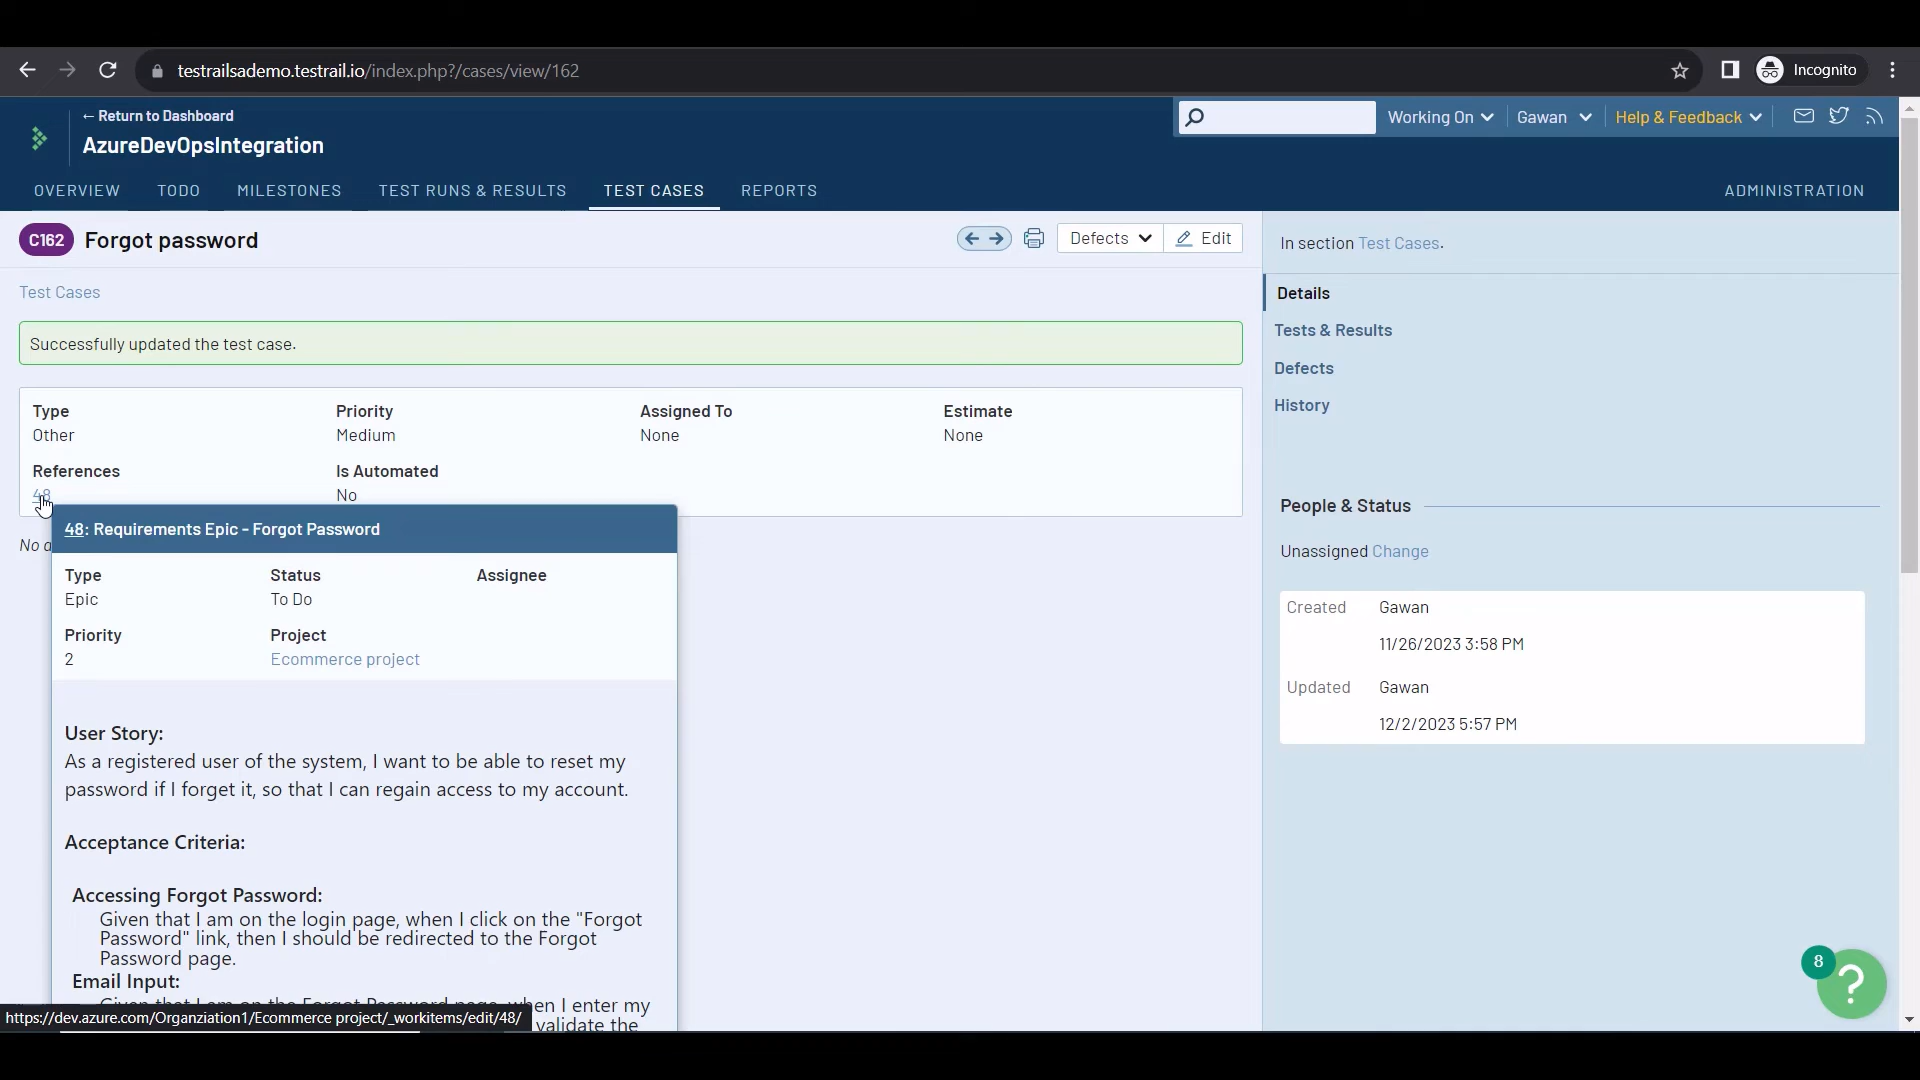 testrailsademo.testrail.io/index.php?/cases/view/162
Incognito
← Return to Dashboard
AzureDevOpsIntegration
Working On
Gawan
Help & Feedback
OVERVIEW
TODO
MILESTONES
TEST RUNS & RESULTS
TEST CASES
REPORTS
ADMINISTRATION
C162
Forgot password
Defects
Edit
Test Cases
Successfully updated the test case.
Type
Priority
Assigned To
Estimate
Other
Medium
None
None
References
Is Automated
48
No
No
48: Requirements Epic - Forgot Password
Type
Status
Assignee
Epic
To Do
Priority
Project
2
Ecommerce project
User Story:
As a registered user of the system, I want to be able to reset my
password if I forget it, so that I can regain access to my account.
Acceptance Criteria:
Accessing Forgot Password:
Given that I am on the login page, when I click on the "Forgot
Password" link, then I should be redirected to the Forgot
Password page.
Email Input:
Given that I am on the Forgot Password page, when I enter my
validate the
https://dev.azure.com/Organziation1/Ecommerce project/_workitems/edit/48/
In section Test Cases.
Details
Tests & Results
Defects
History
People & Status
Unassigned Change
Created Gawan
11/26/2023 3:58 PM
Updated Gawan
12/2/2023 5:57 PM
8
?